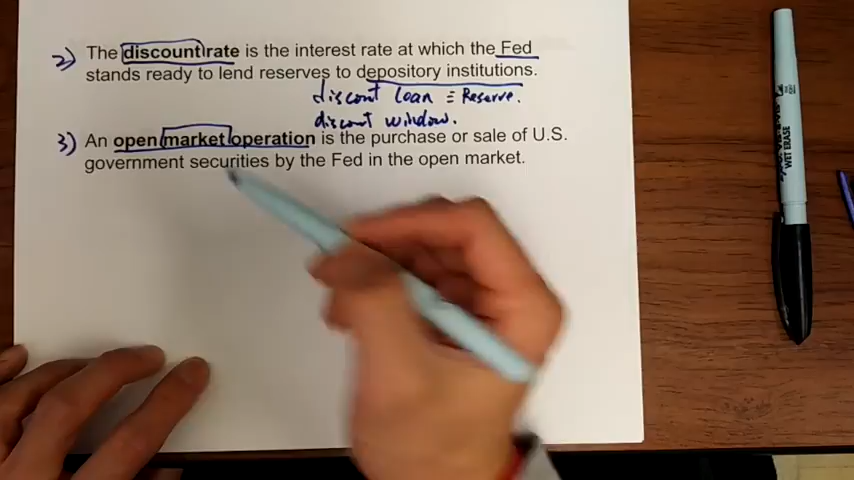 2) The discount rate is the interest rate at which the Fed
stands ready to lend reserves to depository institutions.
discount loan ≡ Reserve.
discount window.
3) An open market operation is the purchase or sale of U.S.
government securities by the Fed in the open market.
WET ERASE